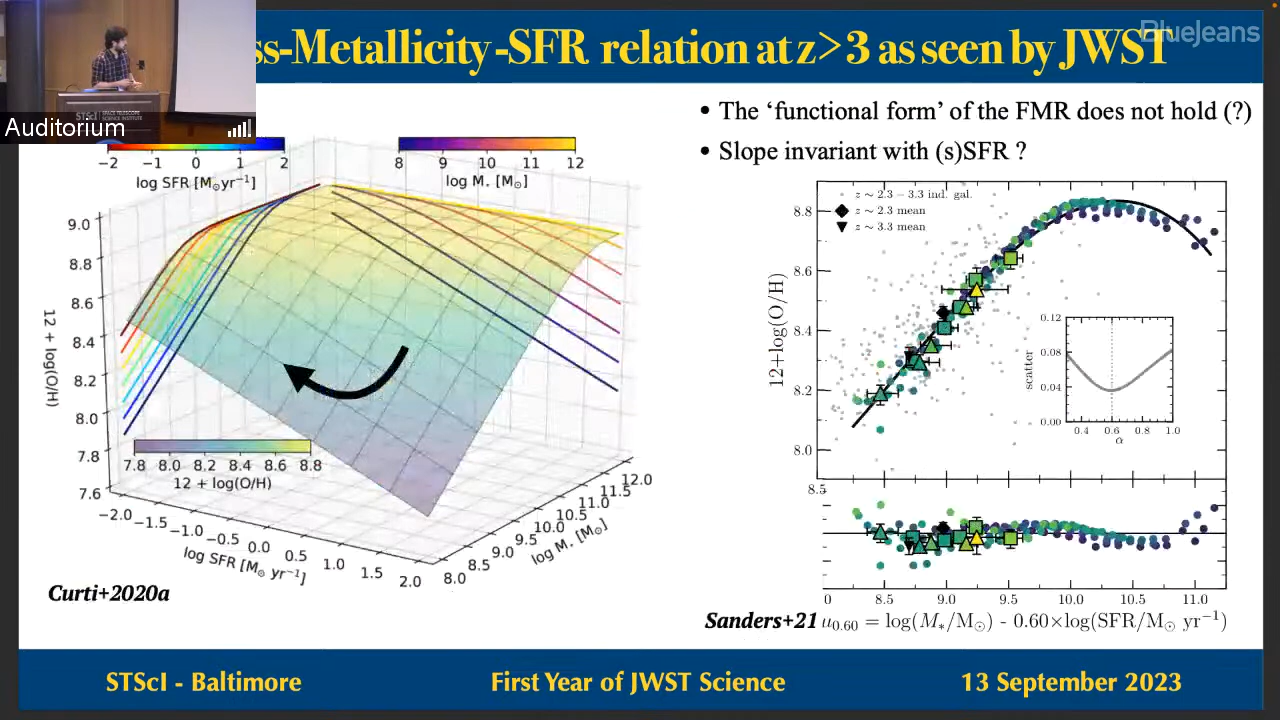 ss-Metallicity-SFR relation at z>3 as seen by JWST
BlueJeans
STScI SPACE TELESCOPE SCIENCE INSTITUTE
Auditorium
• The ‘functional form’ of the FMR does not hold (?)
• Slope invariant with (s)SFR ?
−2 −1 0 1 2
log SFR [M⊙yr⁻¹]
8 9 10 11 12
log M* [M⊙]
9.0
8.8
8.6
8.4
8.2
8.0
7.8
7.6
12 + log(O/H)
7.8 8.0 8.2 8.4 8.6 8.8
12 + log(O/H)
−2.0 −1.5 −1.0 −0.5 0.0 0.5 1.0 1.5 2.0
log SFR [M⊙ yr⁻¹]
8.0 8.5 9.0 9.5 10.0 10.5 11.0 11.5 12.0
log M* [M⊙]
Curti+2020a
z ∼ 2.3 − 3.3 ind. gal.
z ∼ 2.3 mean
z ∼ 3.3 mean
8.8
8.6
8.4
8.2
8.0
12+log(O/H)
0.12
0.08
0.04
0.00
scatter
0.4 0.6 0.8 1.0
α
8.5
0 8.5 9.0 9.5 10.0 10.5 11.0
Sanders+21 u₀.₆₀ = log(M*/M⊙) - 0.60×log(SFR/M⊙ yr⁻¹)
STScI - Baltimore
First Year of JWST Science
13 September 2023